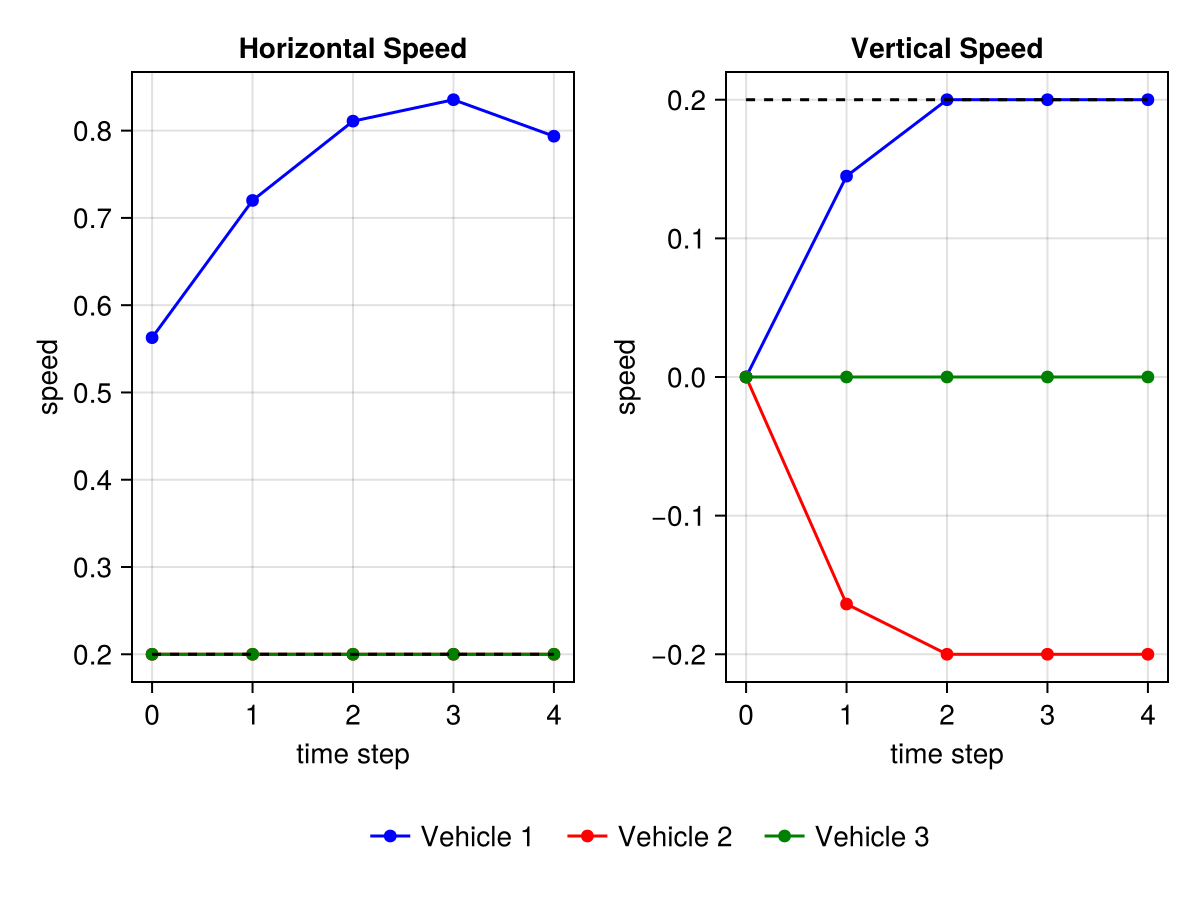 Horizontal Speed
0.8
0.7
0.6
0.5
0.4
0.3
0.2
speed
0 1 2 3 4
time step
Vertical Speed
0.2
0.1
0.0
−0.1
−0.2
speed
0 1 2 3 4
time step
Vehicle 1 Vehicle 2 Vehicle 3